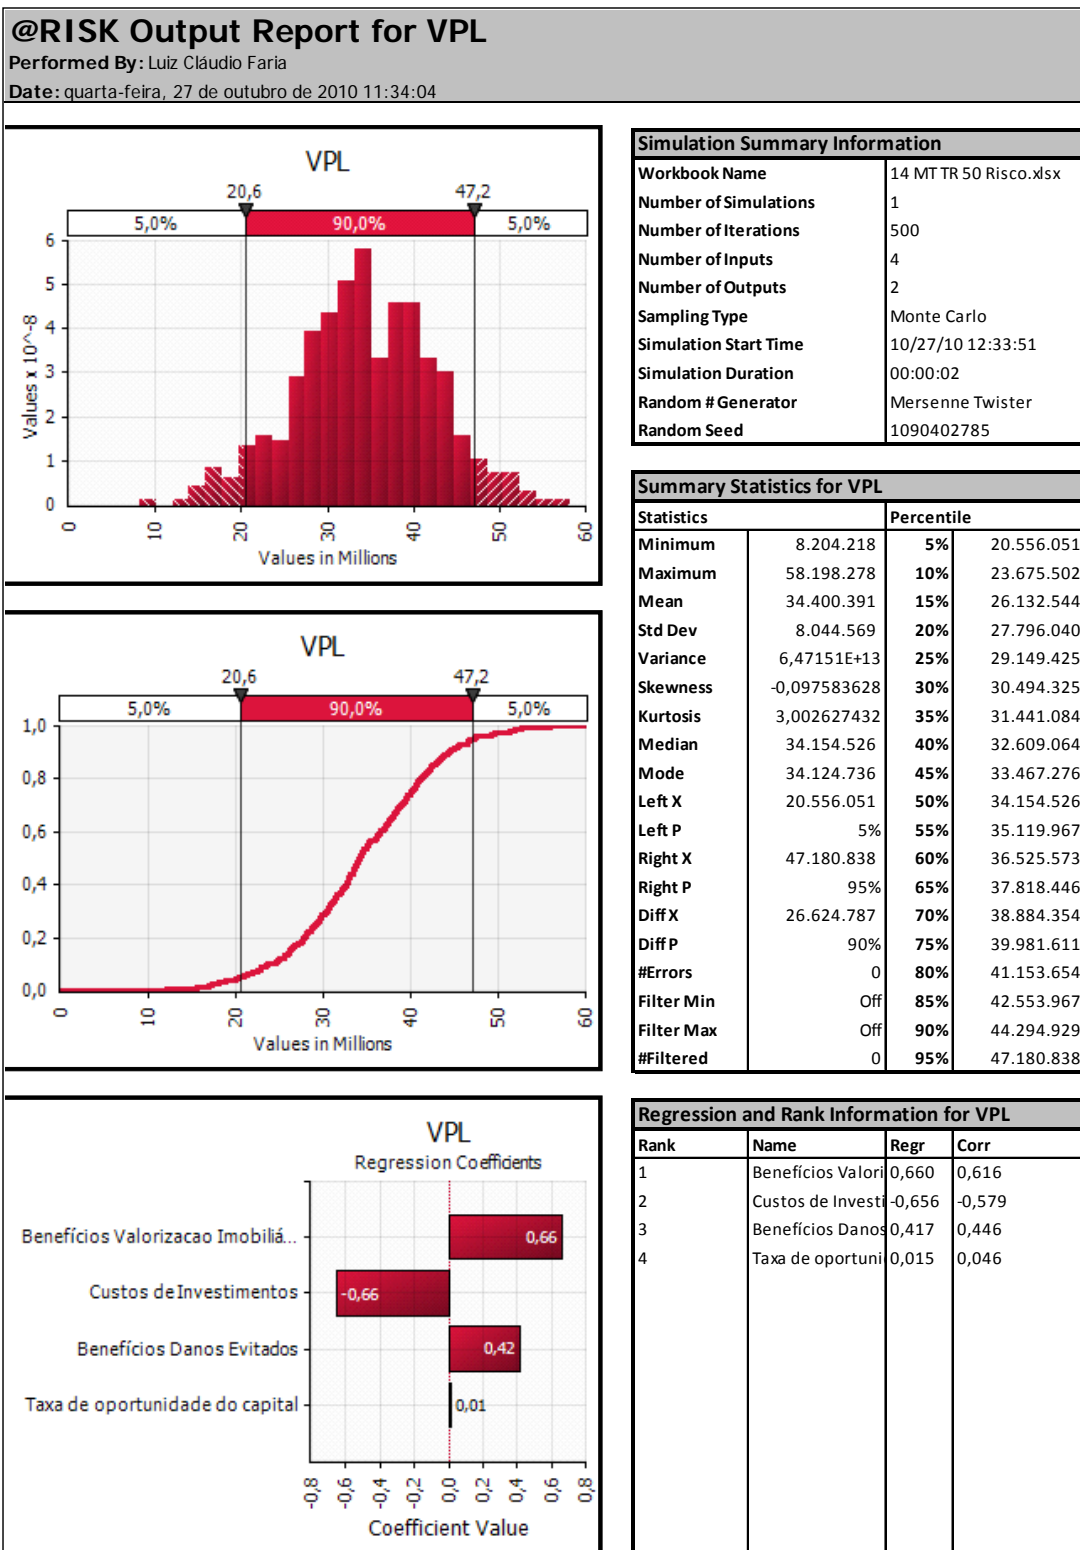 @RISK Output Report for VPL
Performed By: Luiz Cláudio Faria
Date: quarta-feira, 27 de outubro de 2010 11:34:04
VPL
20,6 47,2
5,0% 90,0% 5,0%
6
5
4
3
2
1
0
Values x 10^-8
0 10 20 30 40 50 60
Values in Millions
VPL
20,6 47,2
5,0% 90,0% 5,0%
1,0
0,8
0,6
0,4
0,2
0,0
0 10 20 30 40 50 60
Values in Millions
VPL
Regression Coefficients
Benefícios Valorizacao Imobiliá... 0,66
Custos de Investimentos -0,66
Benefícios Danos Evitados 0,42
Taxa de oportunidade do capital 0,01
-0,8 -0,6 -0,4 -0,2 0,0 0,2 0,4 0,6 0,8
Coefficient Value
Simulation Summary Information
Workbook Name 14 MT TR 50 Risco.xlsx
Number of Simulations 1
Number of Iterations 500
Number of Inputs 4
Number of Outputs 2
Sampling Type Monte Carlo
Simulation Start Time 10/27/10 12:33:51
Simulation Duration 00:00:02
Random # Generator Mersenne Twister
Random Seed 1090402785
Summary Statistics for VPL
Statistics Percentile
Minimum 8.204.218 5% 20.556.051
Maximum 58.198.278 10% 23.675.502
Mean 34.400.391 15% 26.132.544
Std Dev 8.044.569 20% 27.796.040
Variance 6,47151E+13 25% 29.149.425
Skewness -0,097583628 30% 30.494.325
Kurtosis 3,002627432 35% 31.441.084
Median 34.154.526 40% 32.609.064
Mode 34.124.736 45% 33.467.276
Left X 20.556.051 50% 34.154.526
Left P 5% 55% 35.119.967
Right X 47.180.838 60% 36.525.573
Right P 95% 65% 37.818.446
Diff X 26.624.787 70% 38.884.354
Diff P 90% 75% 39.981.611
#Errors 0 80% 41.153.654
Filter Min Off 85% 42.553.967
Filter Max Off 90% 44.294.929
#Filtered 0 95% 47.180.838
Regression and Rank Information for VPL
Rank Name Regr Corr
1 Benefícios Valori 0,660 0,616
2 Custos de Investi -0,656 -0,579
3 Benefícios Danos 0,417 0,446
4 Taxa de oportuni 0,015 0,046